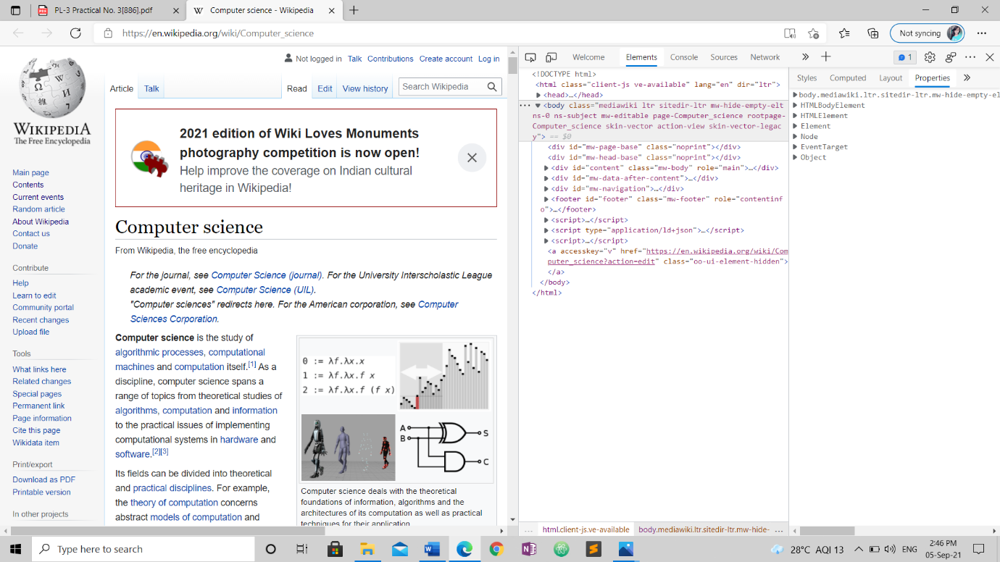 PL-3 Practical No. 3[886].pdf
Computer science - Wikipedia
https://en.wikipedia.org/wiki/Computer_science
Not syncing
WIKIPEDIA
The Free Encyclopedia
Main page
Contents
Current events
Random article
About Wikipedia
Contact us
Donate
Contribute
Help
Learn to edit
Community portal
Recent changes
Upload file
Tools
What links here
Related changes
Special pages
Permanent link
Page information
Cite this page
Wikidata item
Print/export
Download as PDF
Printable version
In other projects
Not logged in Talk Contributions Create account Log in
Article Talk Read Edit View history Search Wikipedia
2021 edition of Wiki Loves Monuments
photography competition is now open!
Help improve the coverage on Indian cultural
heritage in Wikipedia!
Computer science
From Wikipedia, the free encyclopedia
For the journal, see Computer Science (journal). For the University Interscholastic League
academic event, see Computer Science (UIL).
"Computer sciences" redirects here. For the American corporation, see Computer
Sciences Corporation.
Computer science is the study of
algorithmic processes, computational
machines and computation itself.[1] As a
discipline, computer science spans a
range of topics from theoretical studies of
algorithms, computation and information
to the practical issues of implementing
computational systems in hardware and
software.[2][3]
Its fields can be divided into theoretical
and practical disciplines. For example,
the theory of computation concerns
abstract models of computation and
0 := λf.λx.x
1 := λf.λx.f x
2 := λf.λx.f (f x)
A
B
S
C
Computer science deals with the theoretical
foundations of information, algorithms and the
architectures of its computation as well as practical
techniques for their application.
Welcome Elements Console Sources Network
1
<!DOCTYPE html>
<html class="client-js ve-available" lang="en" dir="ltr">
<head>…</head>
<body class="mediawiki ltr sitedir-ltr mw-hide-empty-elt
ns-0 ns-subject mw-editable page-Computer_science rootpage-
Computer_science skin-vector action-view skin-vector-legac
y"> == $0
<div id="mw-page-base" class="noprint"></div>
<div id="mw-head-base" class="noprint"></div>
<div id="content" class="mw-body" role="main">…</div>
<div id="mw-data-after-content">…</div>
<div id="mw-navigation">…</div>
<footer id="footer" class="mw-footer" role="contentinf
o">…</footer>
<script>…</script>
<script type="application/ld+json">…</script>
<script>…</script>
<a accesskey="v" href="https://en.wikipedia.org/wiki/Com
puter_science?action=edit" class="oo-ui-element-hidden">
</a>
</body>
</html>
html.client-js.ve-available body.mediawiki.ltr.sitedir-ltr.mw-hide-
Styles Computed Layout Properties
body.mediawiki.ltr.sitedir-ltr.mw-hide-empty-el
HTMLBodyElement
HTMLElement
Element
Node
EventTarget
Object
Type here to search
28°C AQI 13
ENG
2:46 PM
05-Sep-21